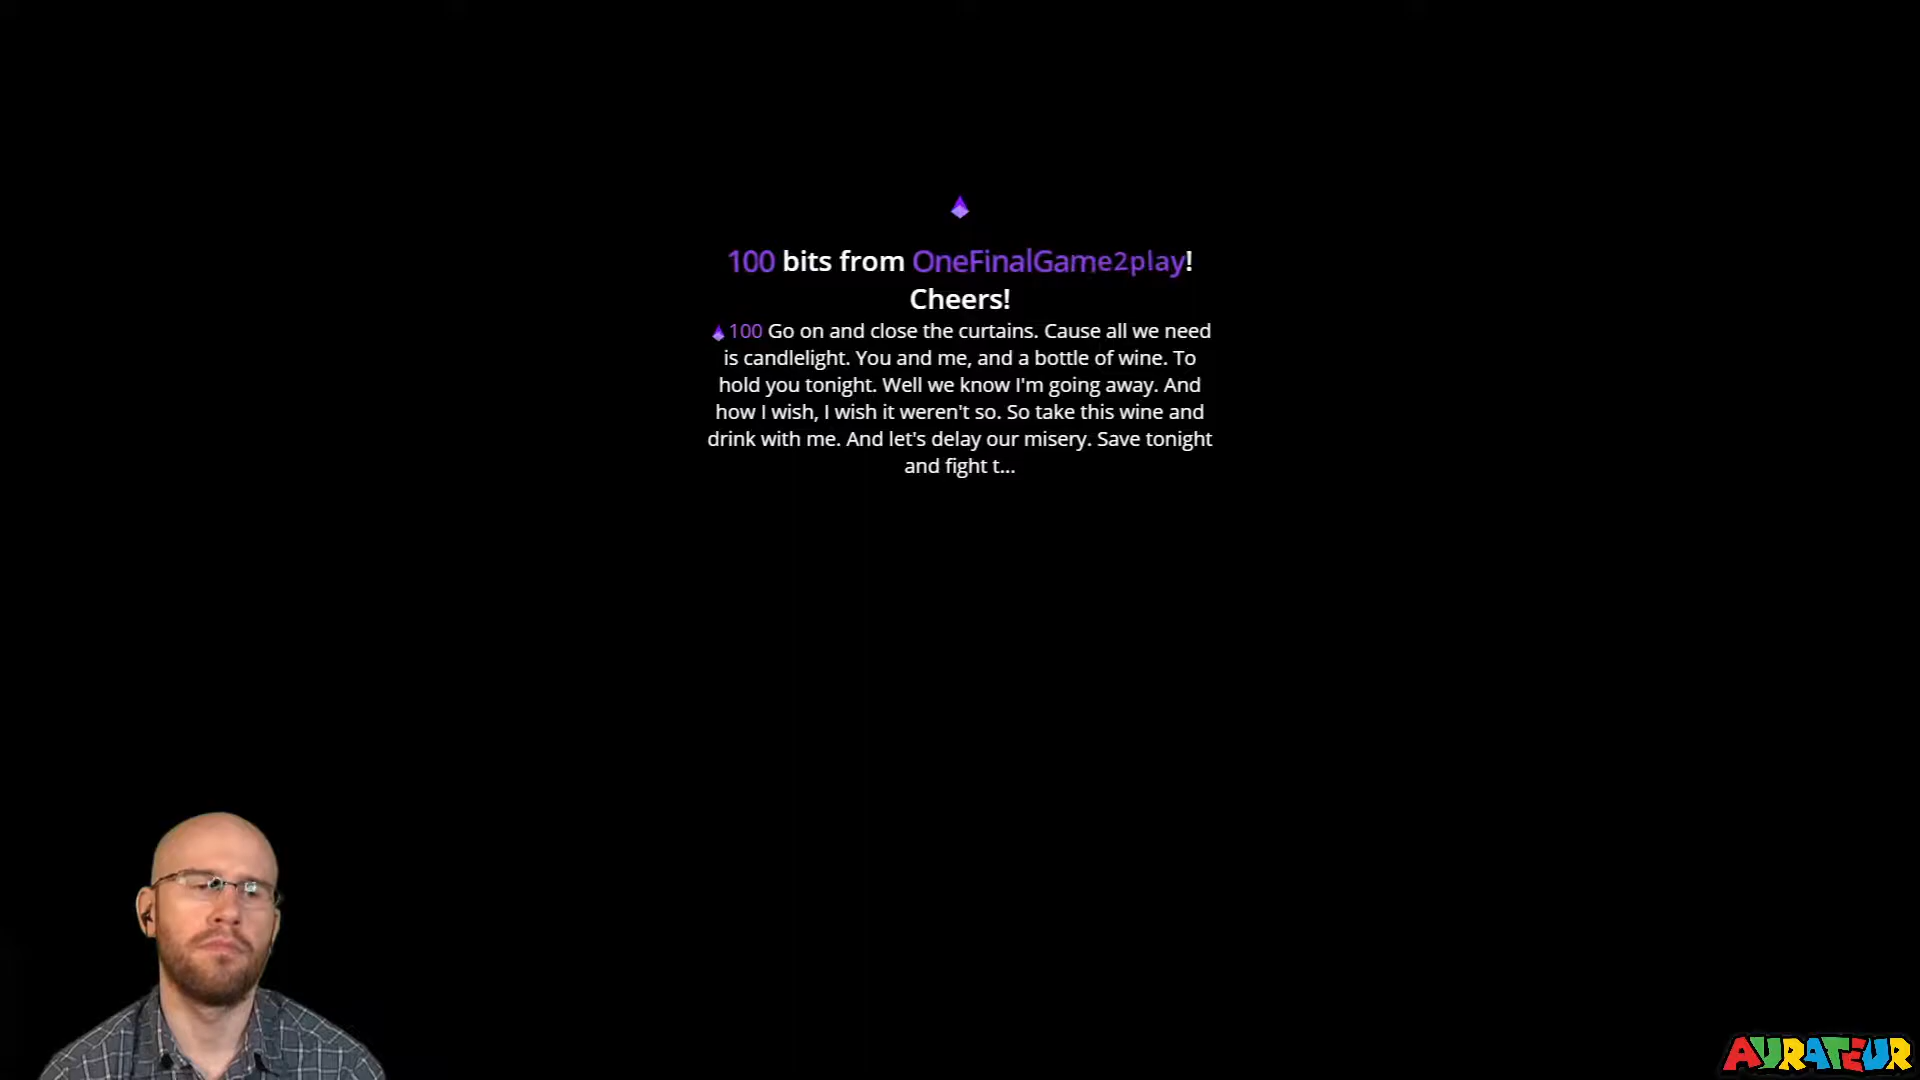 100 bits from OneFinalGame2play!
Cheers!
100 Go on and close the curtains. Cause all we need
is candlelight. You and me, and a bottle of wine. To
hold you tonight. Well we know I'm going away. And
how I wish, I wish it weren't so. So take this wine and
drink with me. And let's delay our misery. Save tonight
and fight t...
AURATEUR